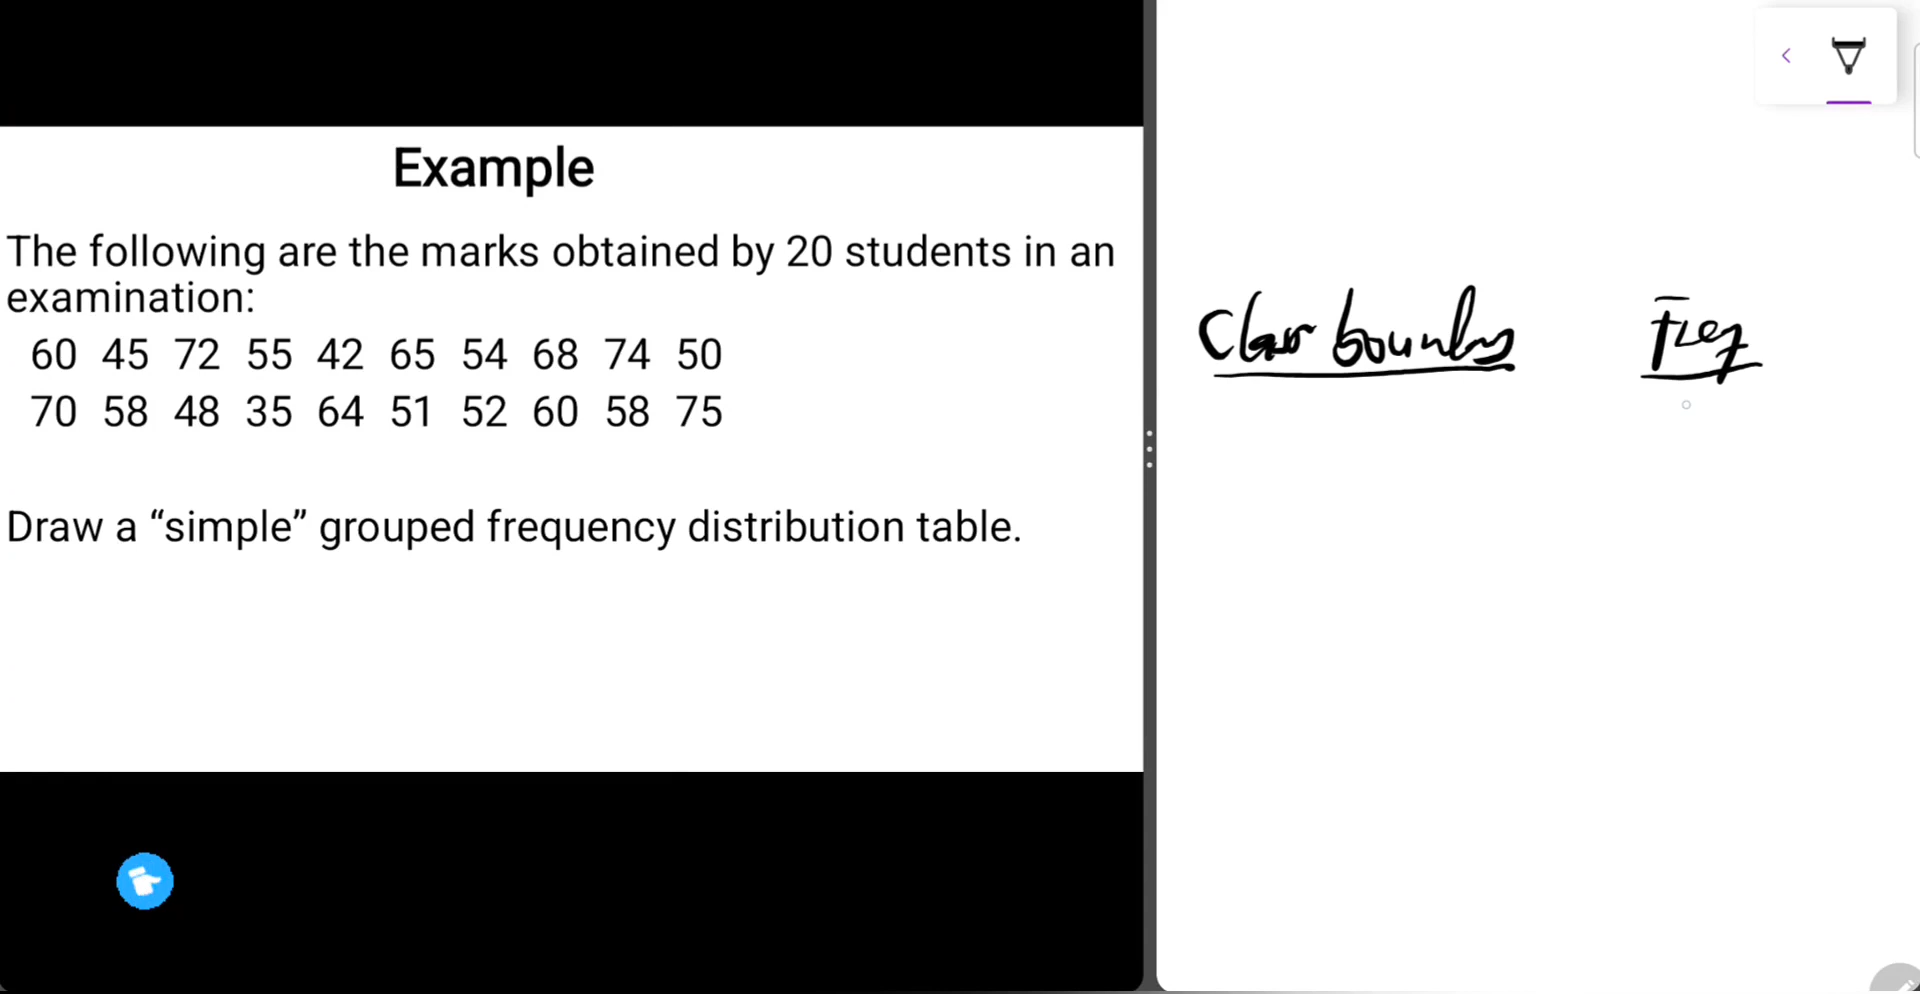 Example
The following are the marks obtained by 20 students in an
examination:
60 45 72 55 42 65 54 68 74 50
70 58 48 35 64 51 52 60 58 75
Draw a “simple” grouped frequency distribution table.
Class bounds Freq